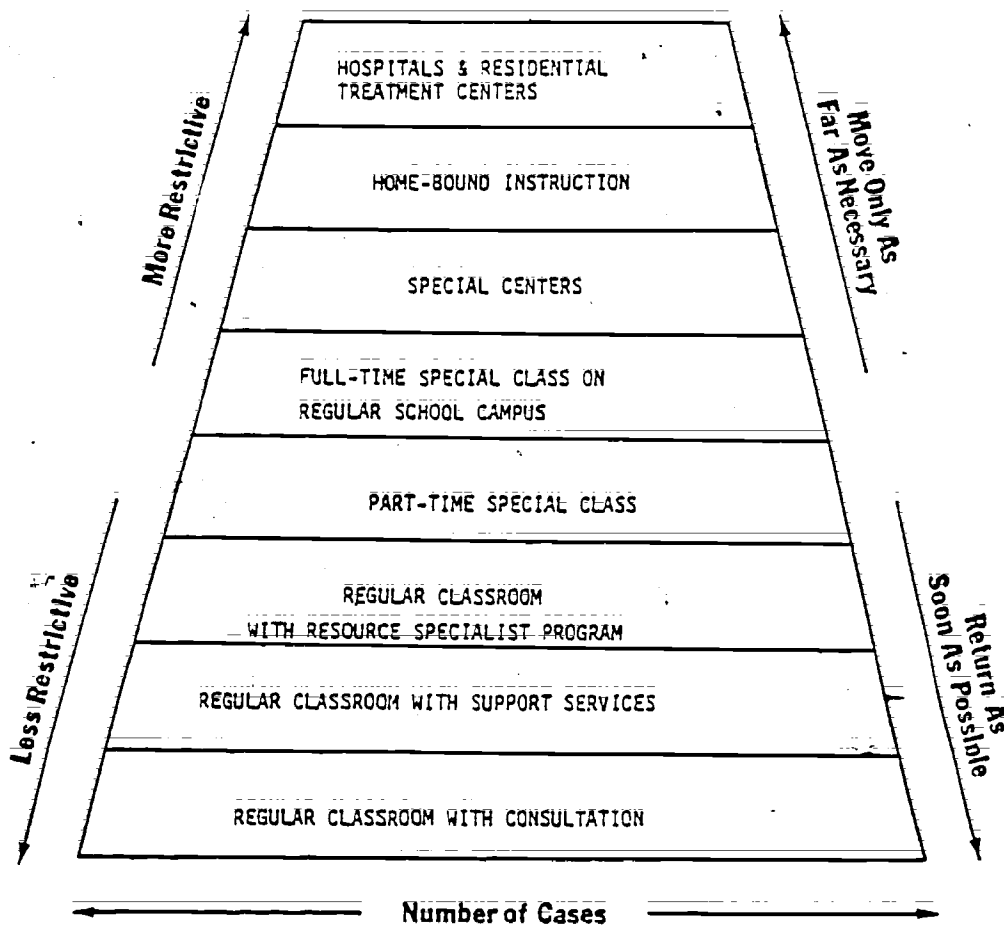 HOSPITALS & RESIDENTIAL
TREATMENT CENTERS
HOME-BOUND INSTRUCTION
SPECIAL CENTERS
FULL-TIME SPECIAL CLASS ON
REGULAR SCHOOL CAMPUS
PART-TIME SPECIAL CLASS
REGULAR CLASSROOM
WITH RESOURCE SPECIALIST PROGRAM
REGULAR CLASSROOM WITH SUPPORT SERVICES
REGULAR CLASSROOM WITH CONSULTATION
More Restrictive
Less Restrictive
Move Only As
Far As Necessary
Return As
Soon As Possible
Number of Cases